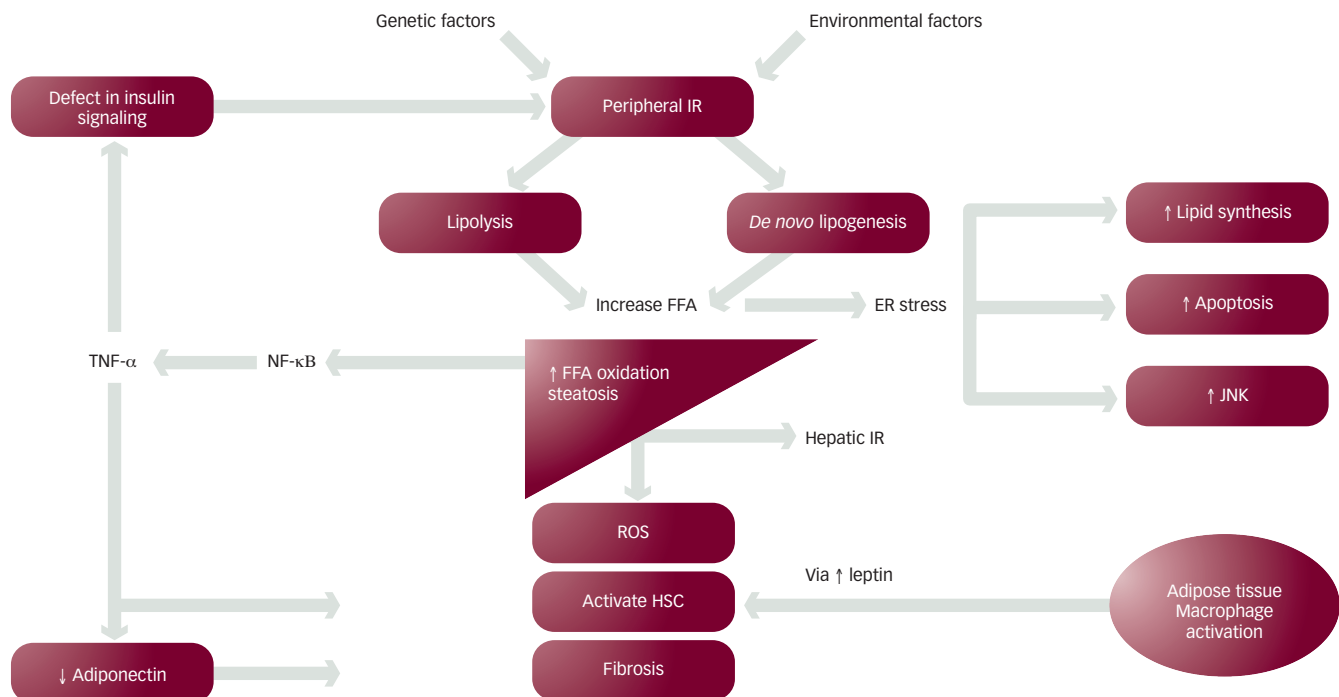 Genetic factors
Environmental factors
Defect in insulin
signaling
Peripheral IR
Lipolysis
De novo lipogenesis
↑ Lipid synthesis
Increase FFA
ER stress
↑ Apoptosis
TNF-α
NF-κB
↑ FFA oxidation
steatosis
↑ JNK
Hepatic IR
ROS
Via ↑ leptin
Activate HSC
Adipose tissue
Macrophage
activation
↓ Adiponectin
Fibrosis